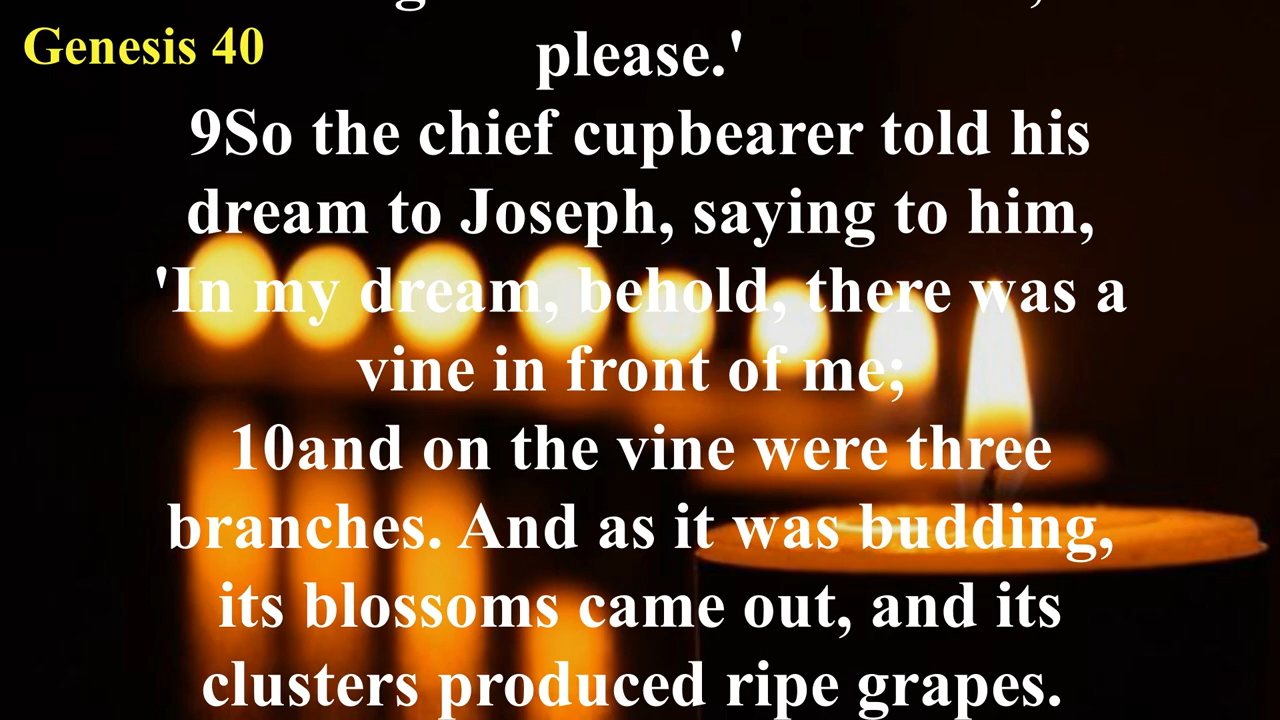 Genesis 40
please.'
9So the chief cupbearer told his
dream to Joseph, saying to him,
'In my dream, behold, there was a
vine in front of me;
10and on the vine were three
branches. And as it was budding,
its blossoms came out, and its
clusters produced ripe grapes.